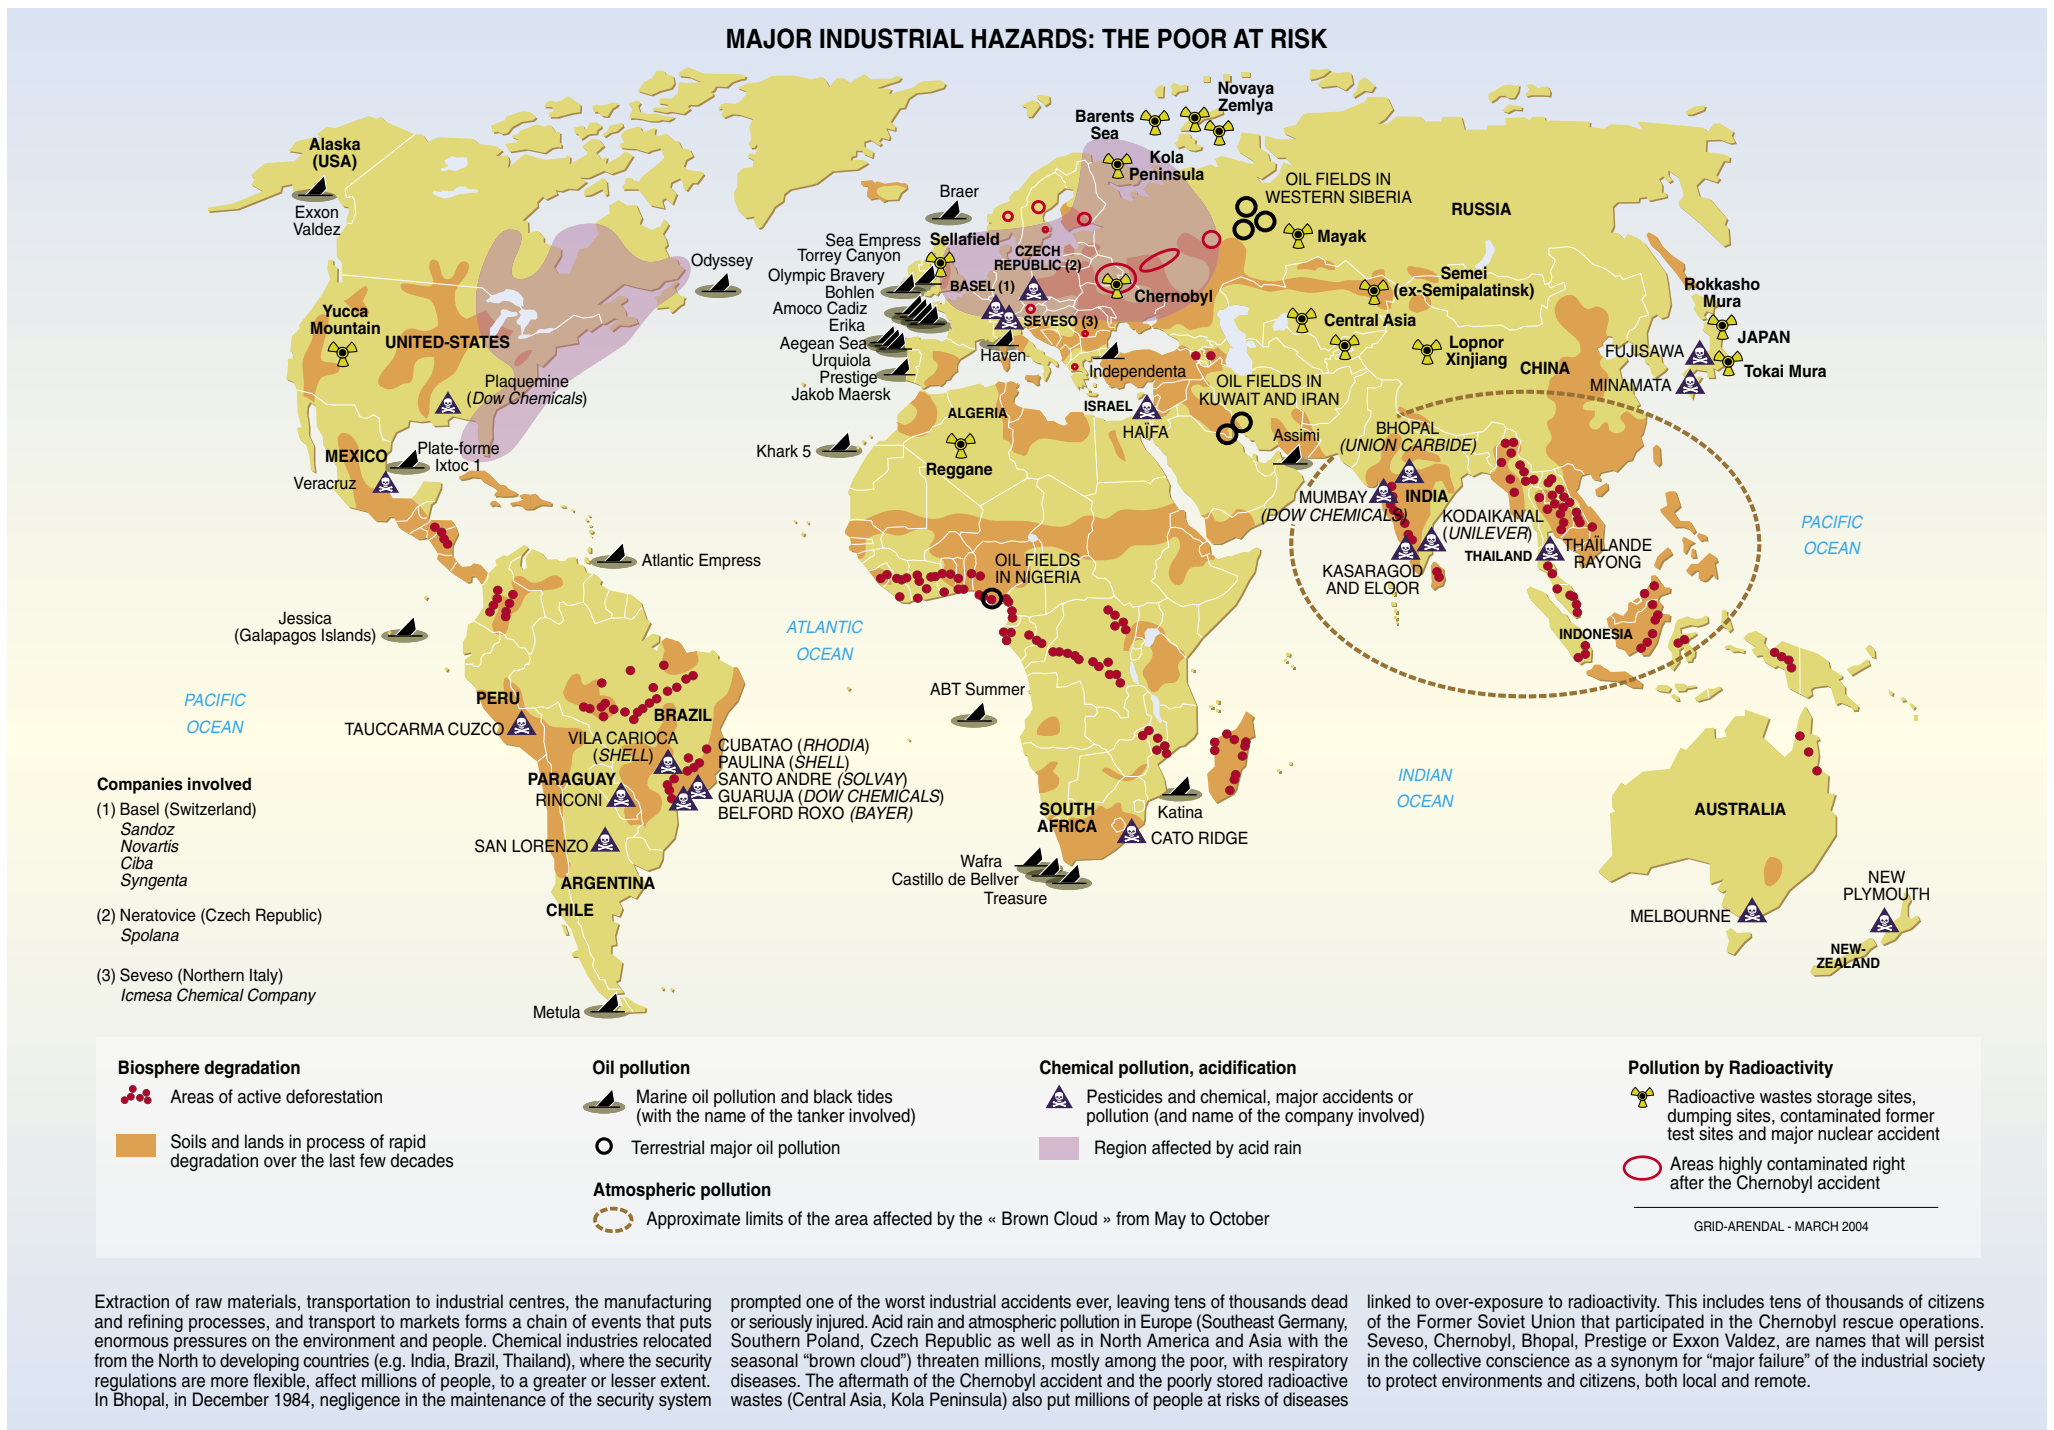 MAJOR INDUSTRIAL HAZARDS: THE POOR AT RISK
Novaya
Zemlya
Barents
Sea
Kola
Peninsula
Alaska
(USA)
Exxon
Valdez
Braer
OIL FIELDS IN
WESTERN SIBERIA
RUSSIA
Mayak
Sea Empress
Torrey Canyon
Olympic Bravery
Bohlen
Amoco Cadiz
Erika
Aegean Sea
Urquiola
Prestige
Jakob Maersk
Sellafield
CZECH
REPUBLIC (2)
BASEL (1)
Chernobyl
SEVESO (3)
Haven
Independenta
Odyssey
Semei
(ex-Semipalatinsk)
Central Asia
Lopnor
Xinjiang
CHINA
Rokkasho
Mura
JAPAN
FUJISAWA
Tokai Mura
MINAMATA
Yucca
Mountain
UNITED-STATES
Plaquemine
(Dow Chemicals)
MEXICO
Plate-forme
Ixtoc 1
Veracruz
OIL FIELDS IN
KUWAIT AND IRAN
ISRAEL
HAÏFA
ALGERIA
Reggane
Khark 5
Assimi
BHOPAL
(UNION CARBIDE)
MUMBAY
(DOW CHEMICALS)
INDIA
KODAIKANAL
(UNILEVER)
KASARAGOD
AND ELOOR
THAILAND
THAÏLANDE
RAYONG
INDONESIA
PACIFIC
OCEAN
Atlantic Empress
OIL FIELDS
IN NIGERIA
Jessica
(Galapagos Islands)
ATLANTIC
OCEAN
PACIFIC
OCEAN
ABT Summer
PERU
TAUCCARMA CUZCO
BRAZIL
VILA CARIOCA
(SHELL)
CUBATAO (RHODIA)
PAULINA (SHELL)
SANTO ANDRE (SOLVAY)
GUARUJA (DOW CHEMICALS)
BELFORD ROXO (BAYER)
PARAGUAY
RINCONI
SAN LORENZO
ARGENTINA
CHILE
Metula
INDIAN
OCEAN
SOUTH
AFRICA
Katina
CATO RIDGE
Wafra
Castillo de Bellver
Treasure
AUSTRALIA
MELBOURNE
NEW
PLYMOUTH
NEW-
ZEALAND
Companies involved
(1) Basel (Switzerland)
Sandoz
Novartis
Ciba
Syngenta
(2) Neratovice (Czech Republic)
Spolana
(3) Seveso (Northern Italy)
Icmesa Chemical Company
Biosphere degradation
Areas of active deforestation
Soils and lands in process of rapid
degradation over the last few decades
Oil pollution
Marine oil pollution and black tides
(with the name of the tanker involved)
Terrestrial major oil pollution
Atmospheric pollution
Approximate limits of the area affected by the « Brown Cloud » from May to October
Chemical pollution, acidification
Pesticides and chemical, major accidents or
pollution (and name of the company involved)
Region affected by acid rain
Pollution by Radioactivity
Radioactive wastes storage sites,
dumping sites, contaminated former
test sites and major nuclear accident
Areas highly contaminated right
after the Chernobyl accident
GRID-ARENDAL - MARCH 2004
Extraction of raw materials, transportation to industrial centres, the manufacturing
and refining processes, and transport to markets forms a chain of events that puts
enormous pressures on the environment and people. Chemical industries relocated
from the North to developing countries (e.g. India, Brazil, Thailand), where the security
regulations are more flexible, affect millions of people, to a greater or lesser extent.
In Bhopal, in December 1984, negligence in the maintenance of the security system
prompted one of the worst industrial accidents ever, leaving tens of thousands dead
or seriously injured. Acid rain and atmospheric pollution in Europe (Southeast Germany,
Southern Poland, Czech Republic as well as in North America and Asia with the
seasonal “brown cloud”) threaten millions, mostly among the poor, with respiratory
diseases. The aftermath of the Chernobyl accident and the poorly stored radioactive
wastes (Central Asia, Kola Peninsula) also put millions of people at risks of diseases
linked to over-exposure to radioactivity. This includes tens of thousands of citizens
of the Former Soviet Union that participated in the Chernobyl rescue operations.
Seveso, Chernobyl, Bhopal, Prestige or Exxon Valdez, are names that will persist
in the collective conscience as a synonym for “major failure” of the industrial society
to protect environments and citizens, both local and remote.